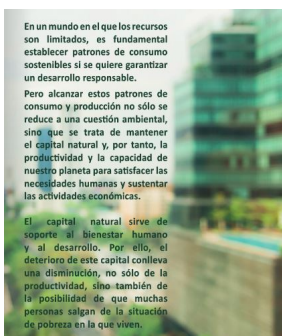 En un mundo en el que los recursos
son limitados, es fundamental
establecer patrones de consumo
sostenibles si se quiere garantizar
un desarrollo responsable.
Pero alcanzar estos patrones de
consumo y producción no sólo se
reduce a una cuestión ambiental,
sino que se trata de mantener
el capital natural y, por tanto, la
productividad y la capacidad de
nuestro planeta para satisfacer las
necesidades humanas y sustentar
las actividades económicas.
El capital natural sirve de
soporte al bienestar humano
y al desarrollo. Por ello, el
deterioro de este capital conlleva
una disminución, no sólo de la
productividad, sino también de
la posibilidad de que muchas
personas salgan de la situación
de pobreza en la que viven.